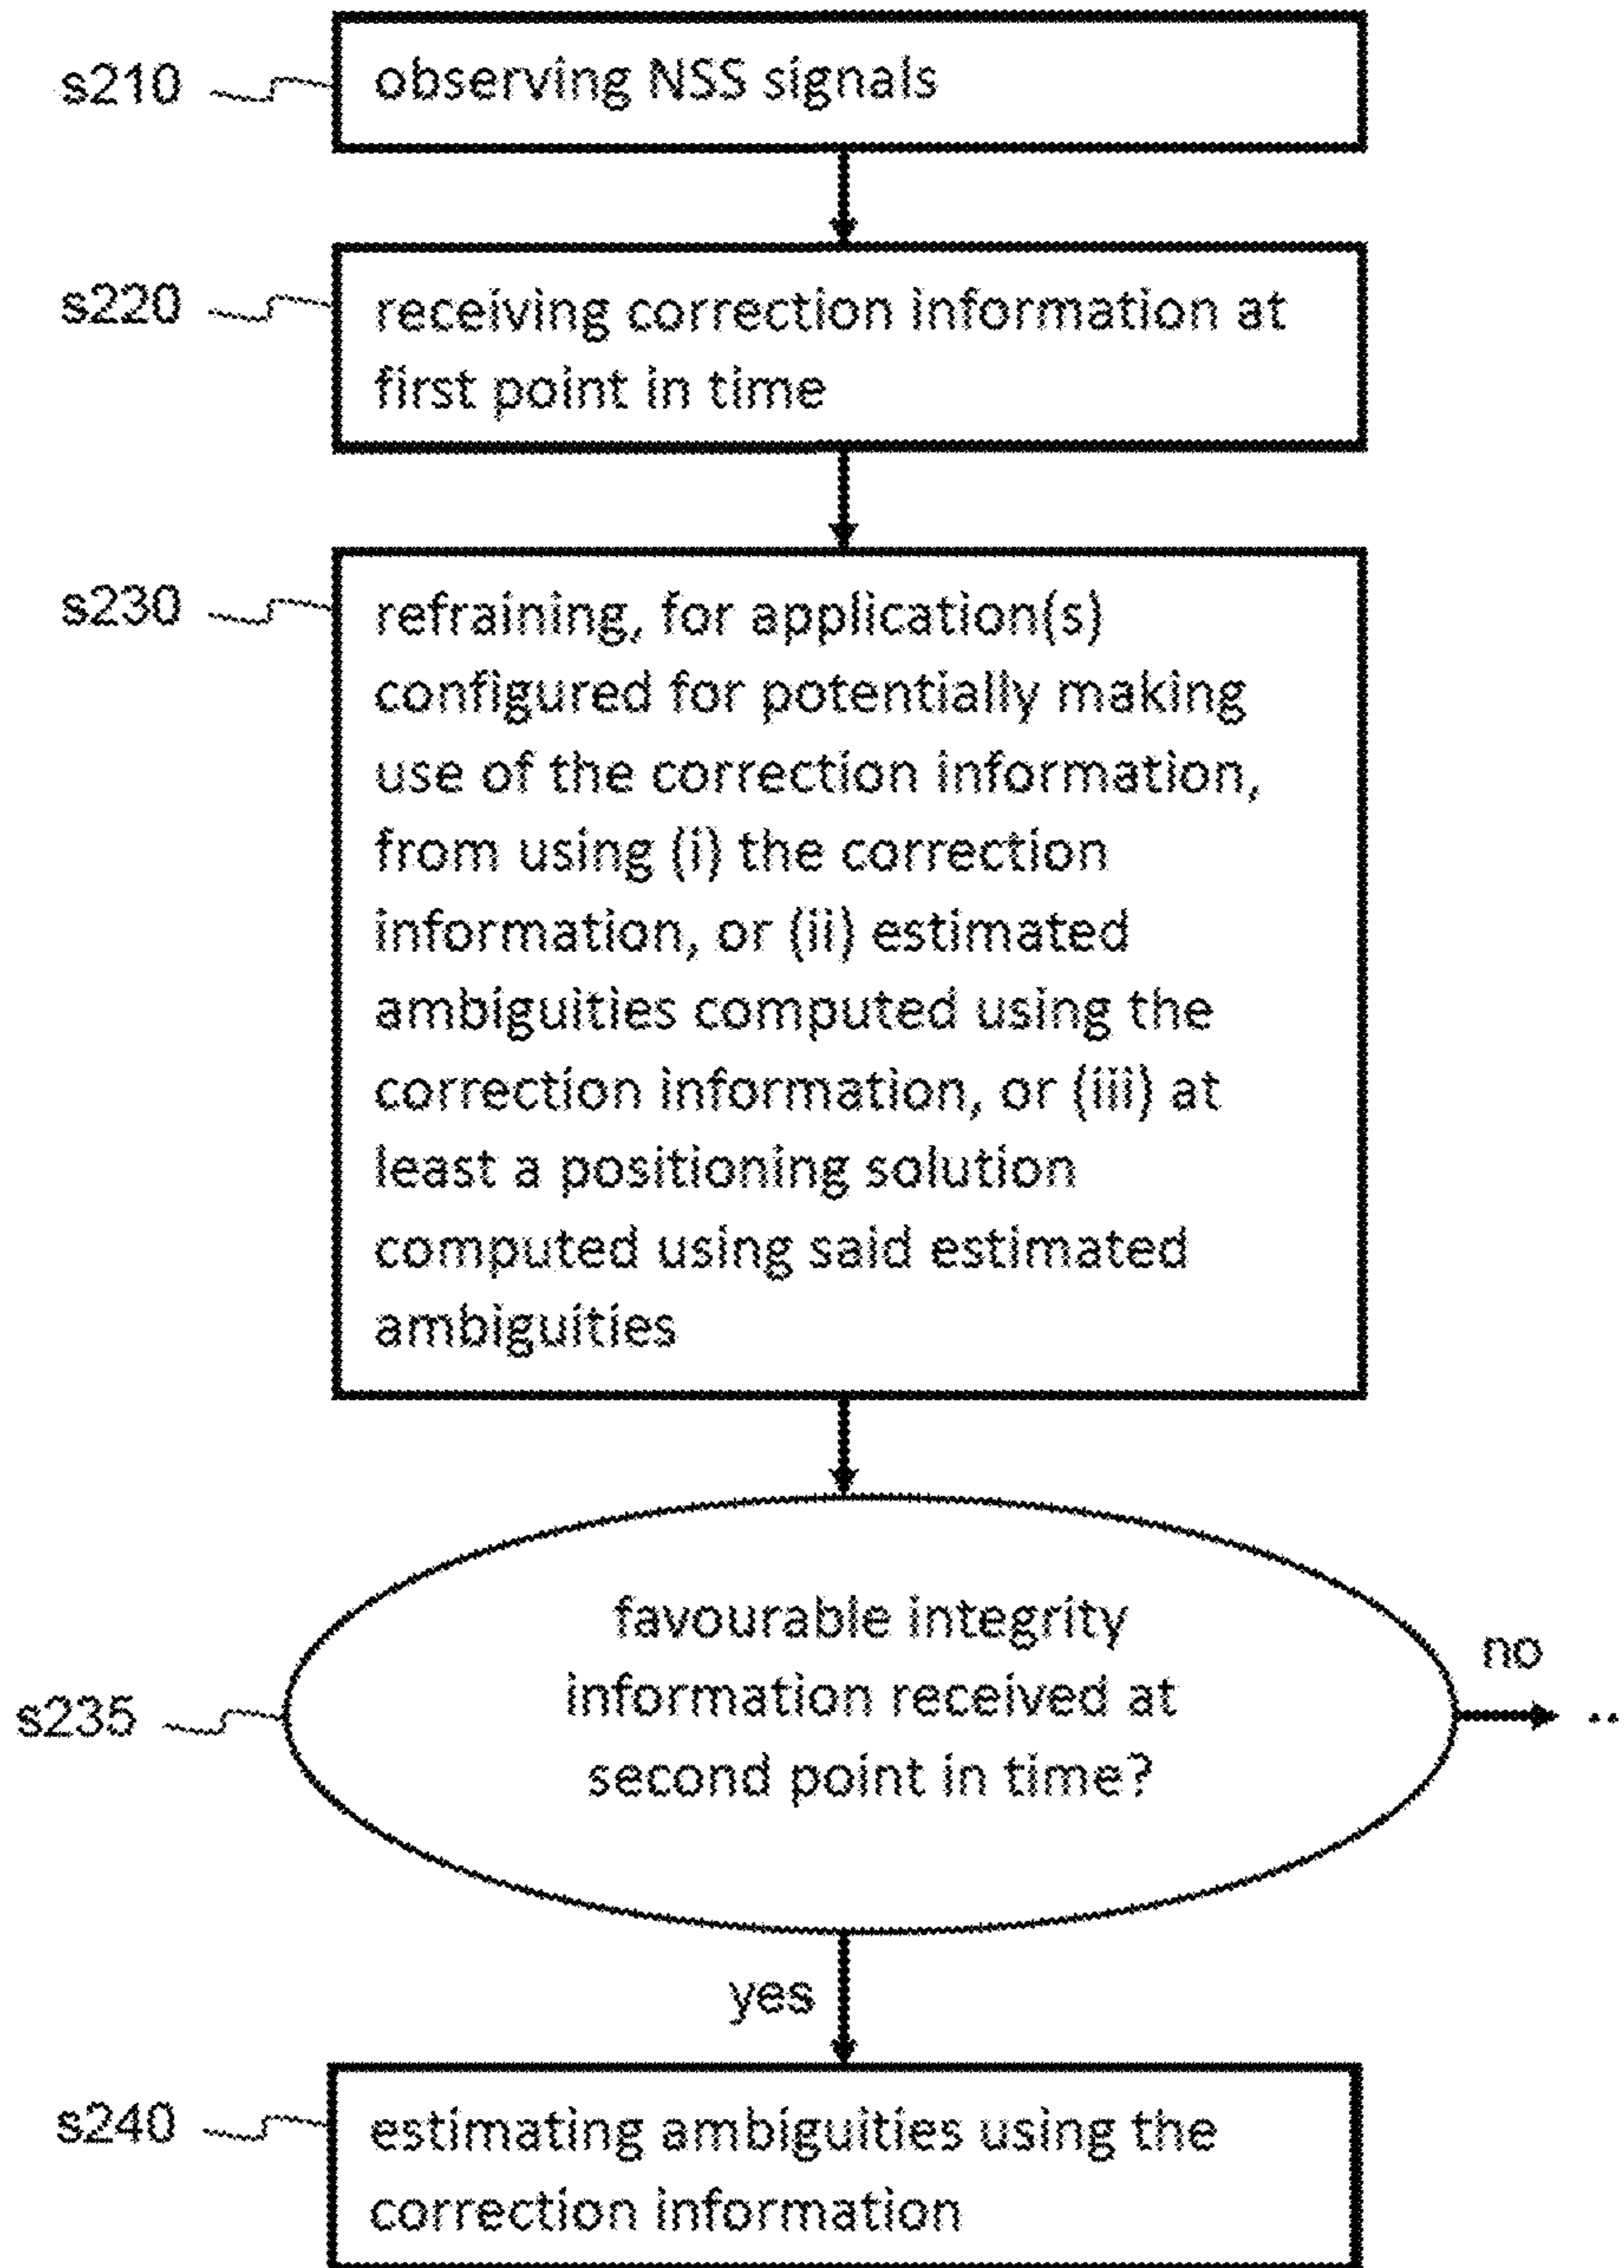 s210
observing NSS signals
s220
receiving correction information at
first point in time
s230
refraining, for application(s)
configured for potentially making
use of the correction information,
from using (i) the correction
information, or (ii) estimated
ambiguities computed using the
correction information, or (iii) at
least a positioning solution
computed using said estimated
ambiguities
s235
favourable integrity
information received at
second point in time?
no
..
yes
s240
estimating ambiguities using the
correction information